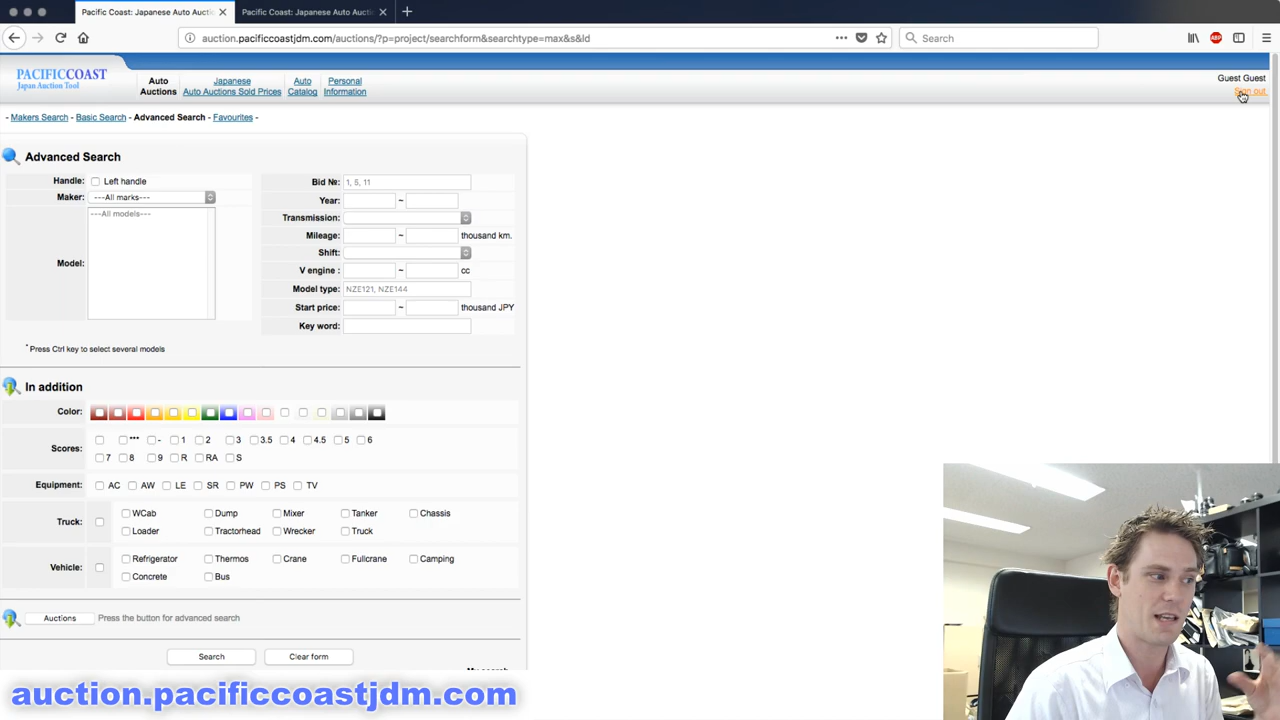 Pacific Coast: Japanese Auto Aucti
Pacific Coast: Japanese Auto Auctio
auction.pacificcoastjdm.com/auctions/?p=project/searchform&searchtype=max&s&ld
Search
PACIFICCOAST
Japan Auction Tool
Auto Auctions
Japanese Auto Auctions Sold Prices
Auto Catalog
Personal Information
Guest Guest
Sign out
- Makers Search - Basic Search - Advanced Search - Favourites -
Advanced Search
Handle: Left handle
Maker: ---All marks---
Model: ---All models---
* Press Ctrl key to select several models
Bid №: 1, 5, 11
Year: ~
Transmission:
Mileage: ~ thousand km.
Shift:
V engine : ~ cc
Model type: NZE121, NZE144
Start price: ~ thousand JPY
Key word:
In addition
Color:
Scores: *** - 1 2 3 3.5 4 4.5 5 6
7 8 9 R RA S
Equipment: AC AW LE SR PW PS TV
Truck: WCab Dump Mixer Tanker Chassis
Loader Tractorhead Wrecker Truck
Vehicle: Refrigerator Thermos Crane Fullcrane Camping
Concrete Bus
Auctions Press the button for advanced search
Search Clear form
auction.pacificcoastjdm.com